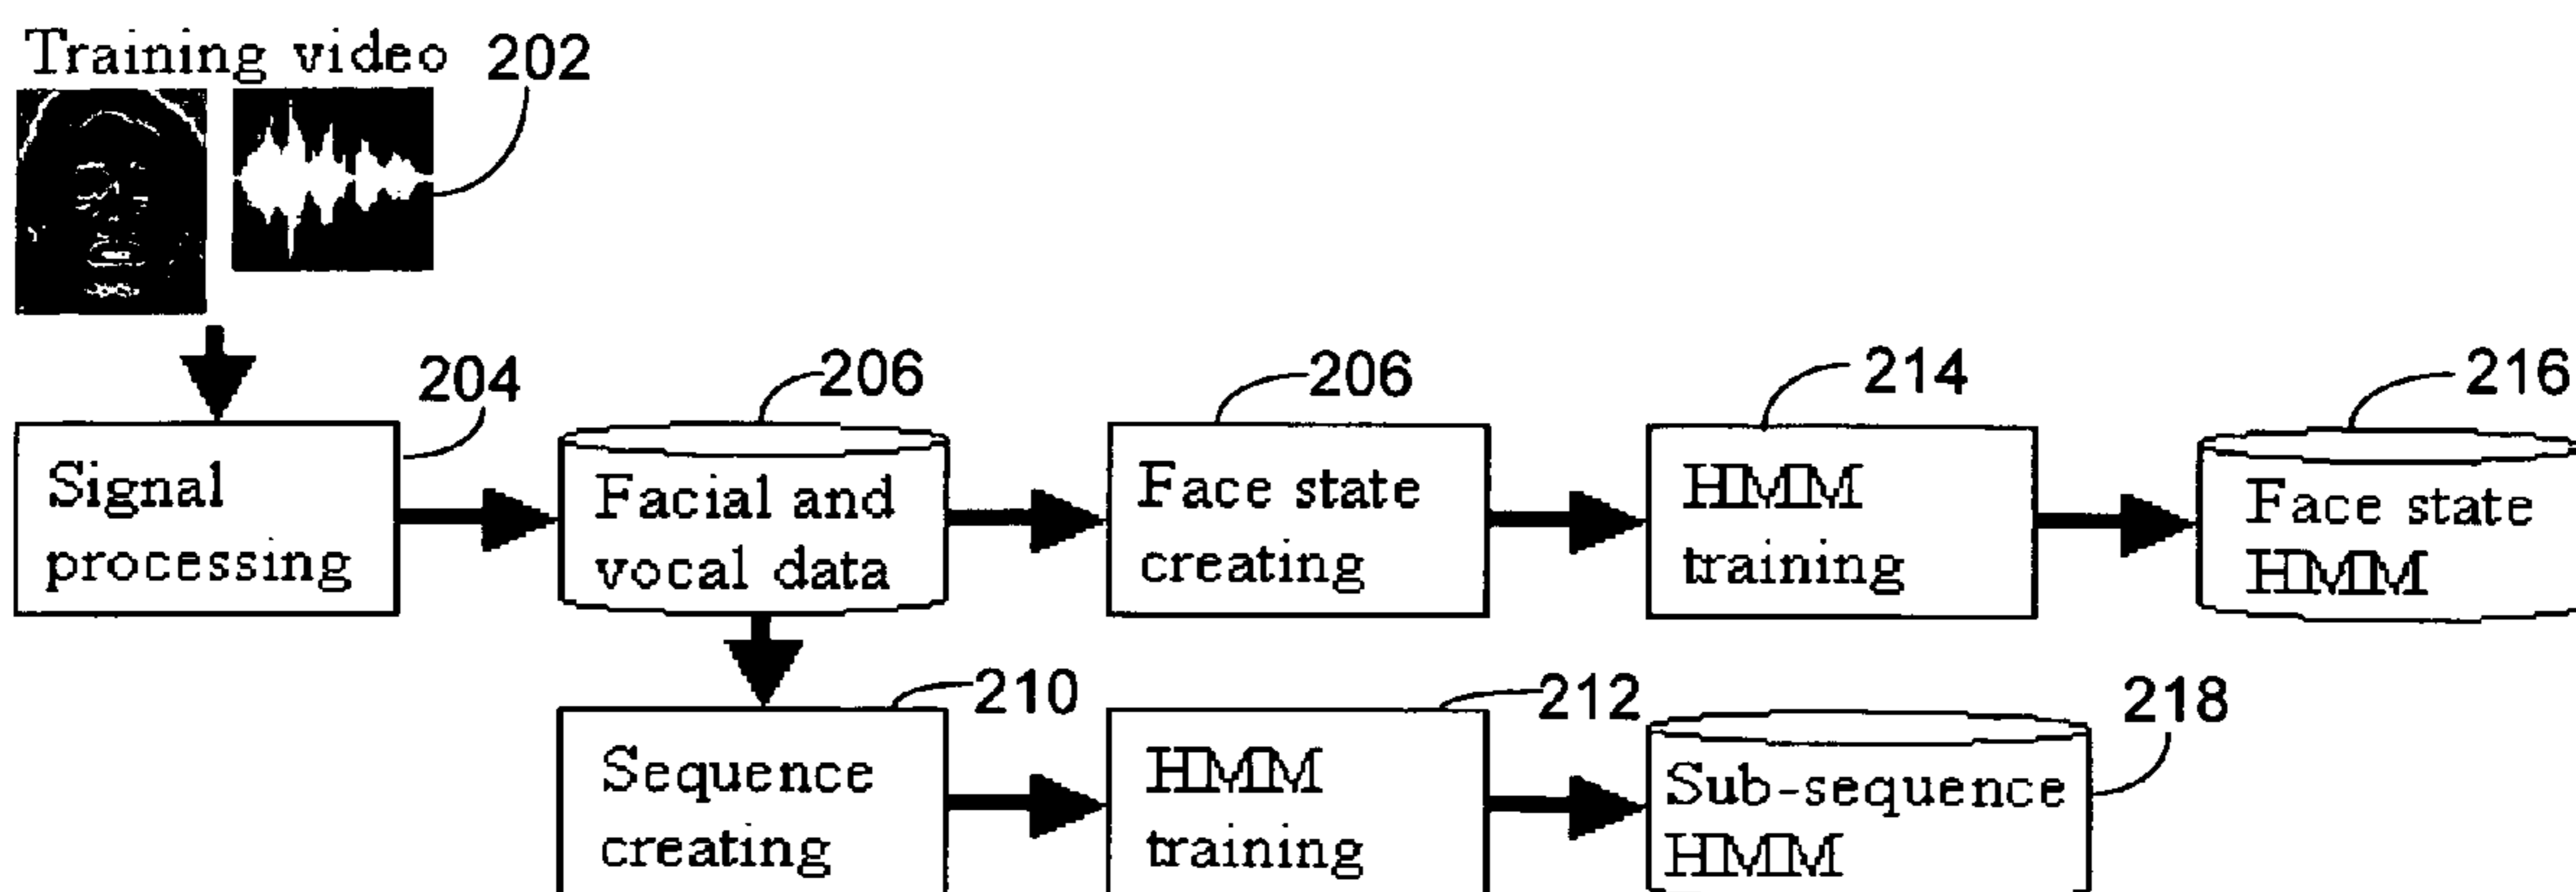 Training video 202
204
206
206
214
216
Signal
processing
Facial and
vocal data
Face state
creating
HMM
training
Face state
HMM
210
212
218
Sequence
creating
HMM
training
Sub-sequence
HMM